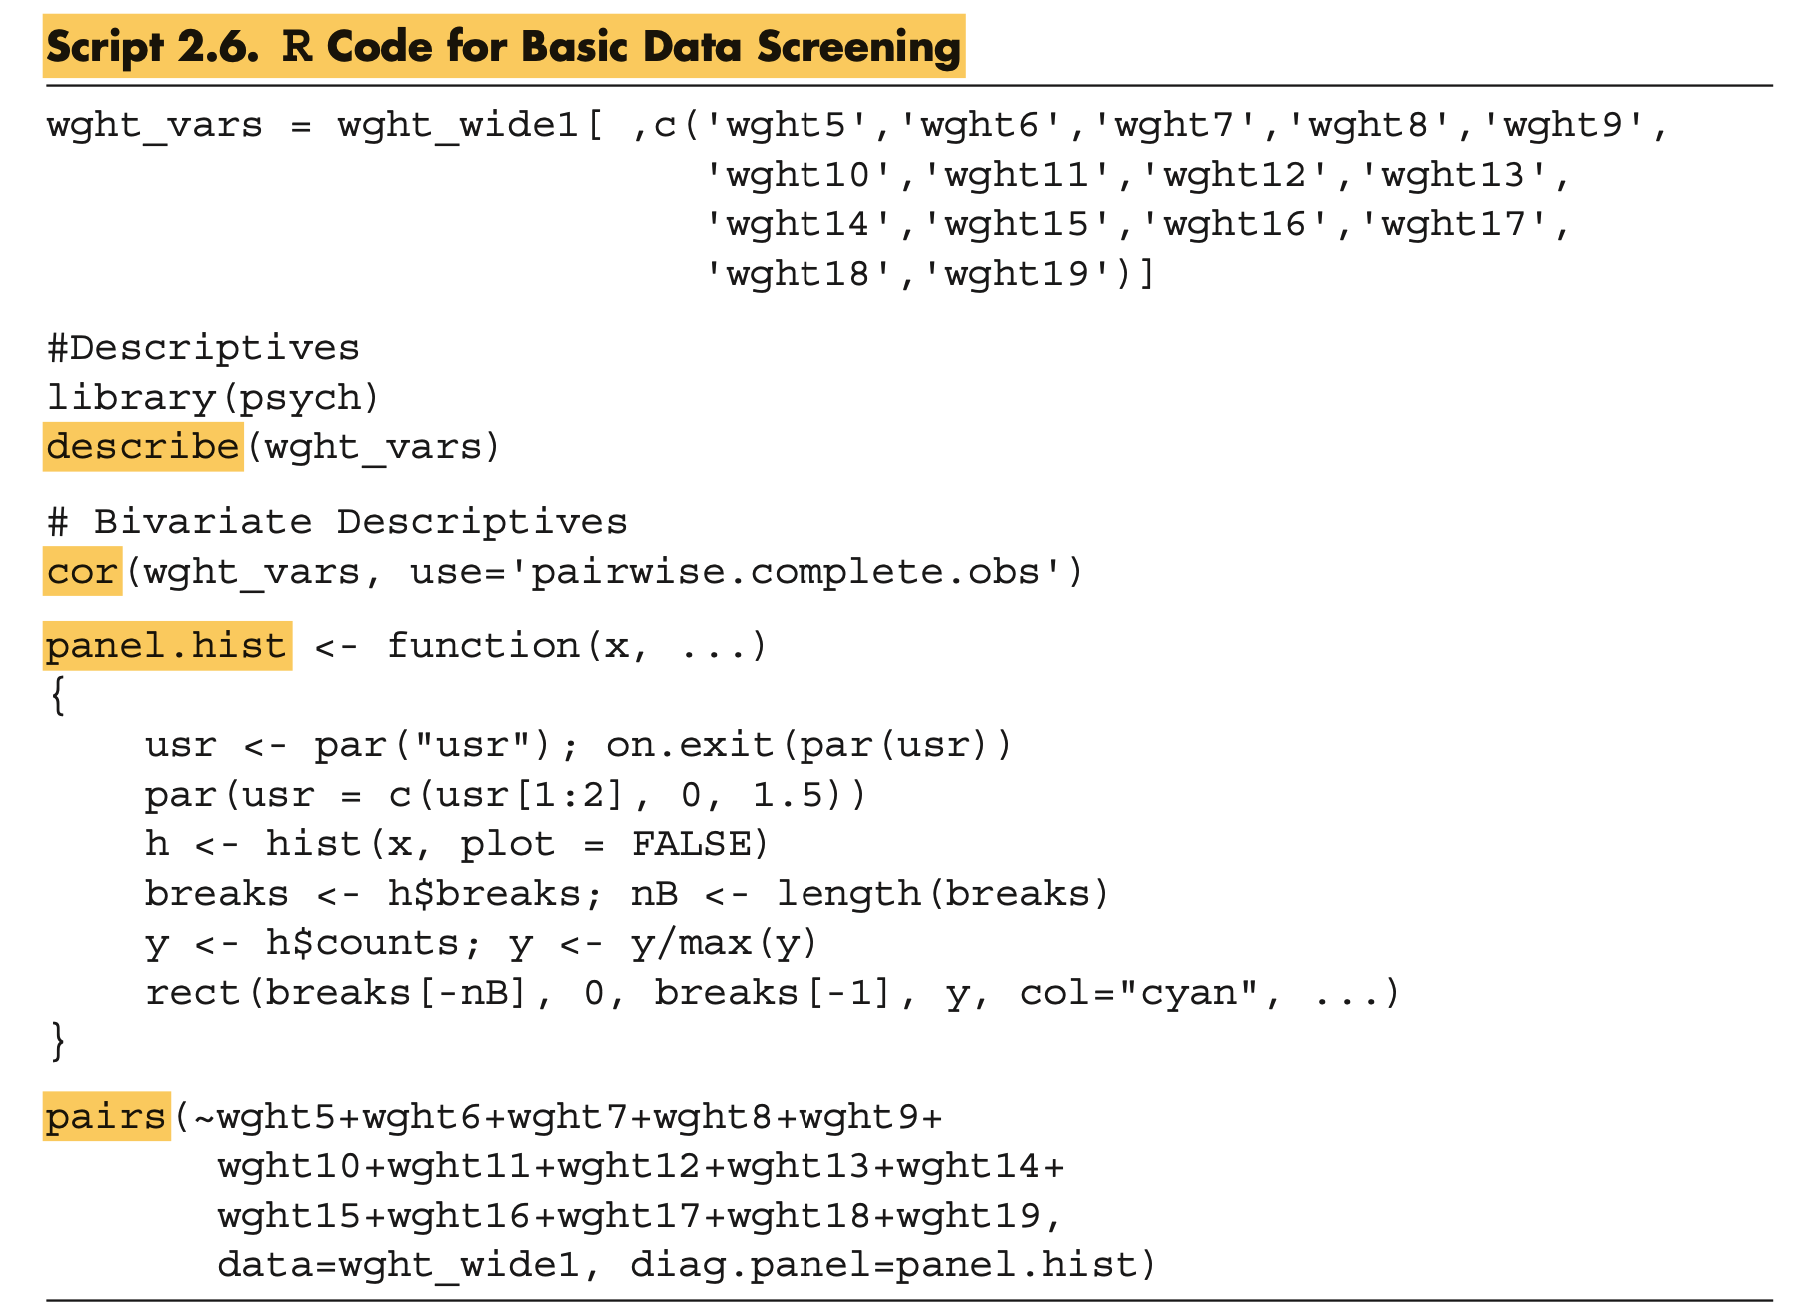 Script 2.6. R Code for Basic Data Screening
wght_vars = wght_wide1[ ,c('wght5','wght6','wght7','wght8','wght9',
'wght10','wght11','wght12','wght13',
'wght14','wght15','wght16','wght17',
'wght18','wght19')]
#Descriptives
library(psych)
describe(wght_vars)
# Bivariate Descriptives
cor(wght_vars, use='pairwise.complete.obs')
panel.hist <- function(x, ...)
{
usr <- par("usr"); on.exit(par(usr))
par(usr = c(usr[1:2], 0, 1.5))
h <- hist(x, plot = FALSE)
breaks <- h$breaks; nB <- length(breaks)
y <- h$counts; y <- y/max(y)
rect(breaks[-nB], 0, breaks[-1], y, col="cyan", ...)
}
pairs(~wght5+wght6+wght7+wght8+wght9+
wght10+wght11+wght12+wght13+wght14+
wght15+wght16+wght17+wght18+wght19,
data=wght_wide1, diag.panel=panel.hist)